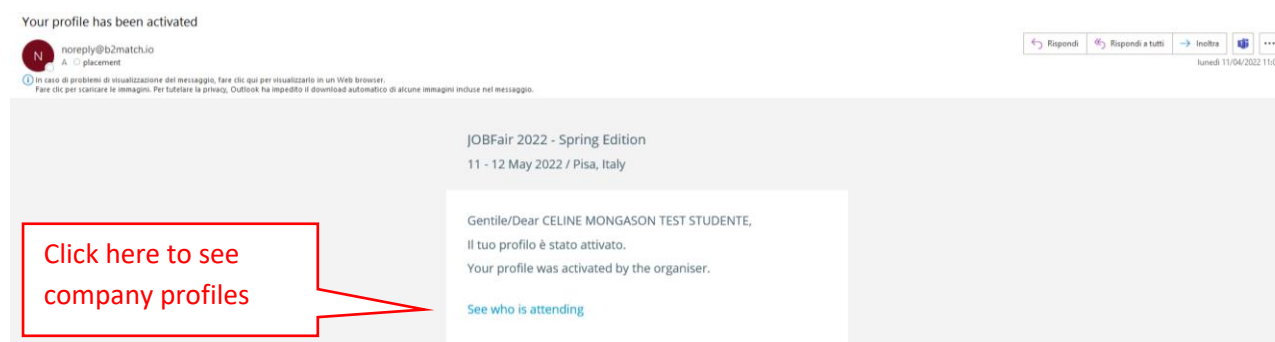 Your profile has been activated
N
noreply@b2match.io
A placement
Rispondi
Rispondi a tutti
Inoltra
lunedì 11/04/2022 11:0
In caso di problemi di visualizzazione del messaggio, fare clic qui per visualizzarlo in un Web browser.
Fare clic per scaricare le immagini. Per tutelare la privacy, Outlook ha impedito il download automatico di alcune immagini incluse nel messaggio.
JOBFair 2022 - Spring Edition
11 - 12 May 2022 / Pisa, Italy
Gentile/Dear CELINE MONGASON TEST STUDENTE,
Il tuo profilo è stato attivato.
Your profile was activated by the organiser.
See who is attending
Click here to see
company profiles